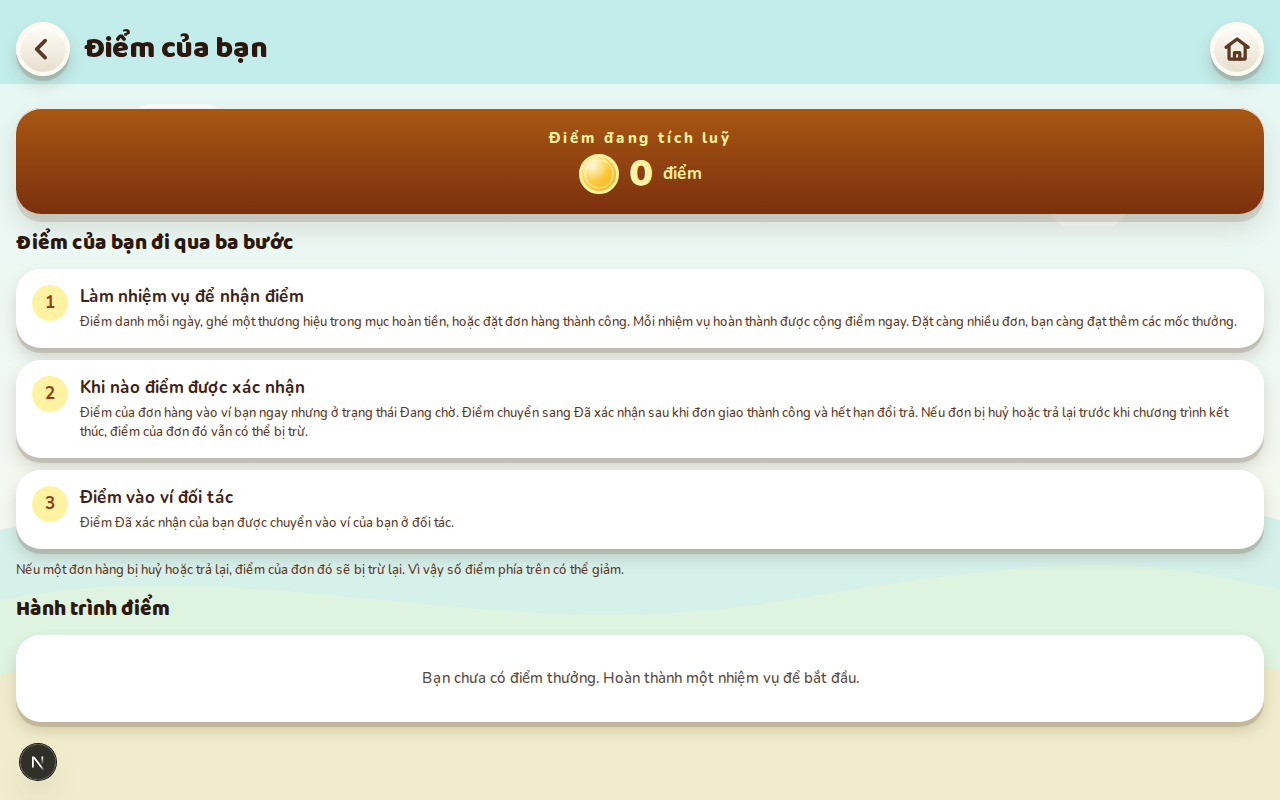 Điểm của bạn
Điểm đang tích luỹ
0 điểm
Điểm của bạn đi qua ba bước
1
Làm nhiệm vụ để nhận điểm
Điểm danh mỗi ngày, ghé một thương hiệu trong mục hoàn tiền, hoặc đặt đơn hàng thành công. Mỗi nhiệm vụ hoàn thành được cộng điểm ngay. Đặt càng nhiều đơn, bạn càng đạt thêm các mốc thưởng.
2
Khi nào điểm được xác nhận
Điểm của đơn hàng vào ví bạn ngay nhưng ở trạng thái Đang chờ. Điểm chuyển sang Đã xác nhận sau khi đơn giao thành công và hết hạn đổi trả. Nếu đơn bị huỷ hoặc trả lại trước khi chương trình kết
thúc, điểm của đơn đó vẫn có thể bị trừ.
3
Điểm vào ví đối tác
Điểm Đã xác nhận của bạn được chuyển vào ví của bạn ở đối tác.
Nếu một đơn hàng bị huỷ hoặc trả lại, điểm của đơn đó sẽ bị trừ lại. Vì vậy số điểm phía trên có thể giảm.
Hành trình điểm
Bạn chưa có điểm thưởng. Hoàn thành một nhiệm vụ để bắt đầu.
N